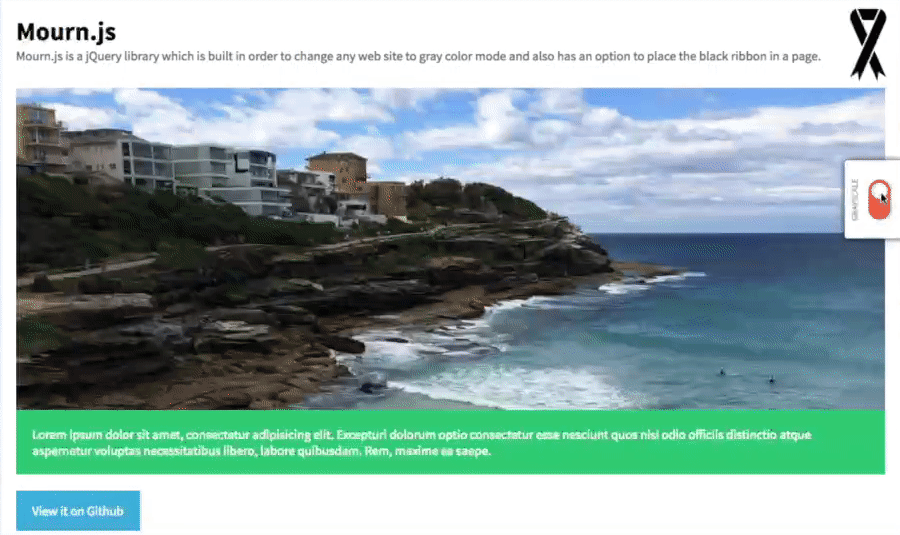 Mourn.js
Mourn.js is a jQuery library which is built in order to change any web site to gray color mode and also has an option to place the black ribbon in a page.
GRAYSCALE
Lorem ipsum dolor sit amet, consectetur adipisicing elit. Excepturi dolorum optio consectetur esse nesciunt quos nisi odio officiis distinctio atque
aspernatur voluptas necessitatibus libero, labore quibusdam. Rem, maxime ea saepe.
View it on Github